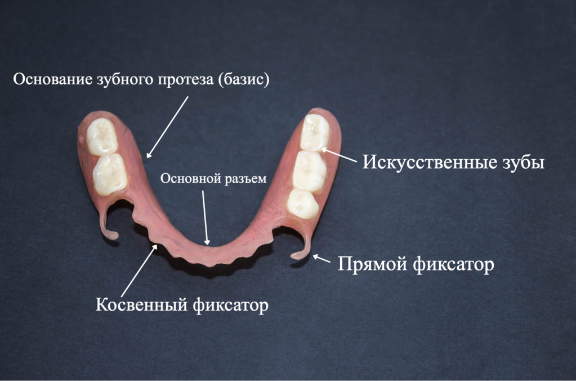 Основание зубного протеза (базис)
Искусственные зубы
Основной разъем
Прямой фиксатор
Косвенный фиксатор